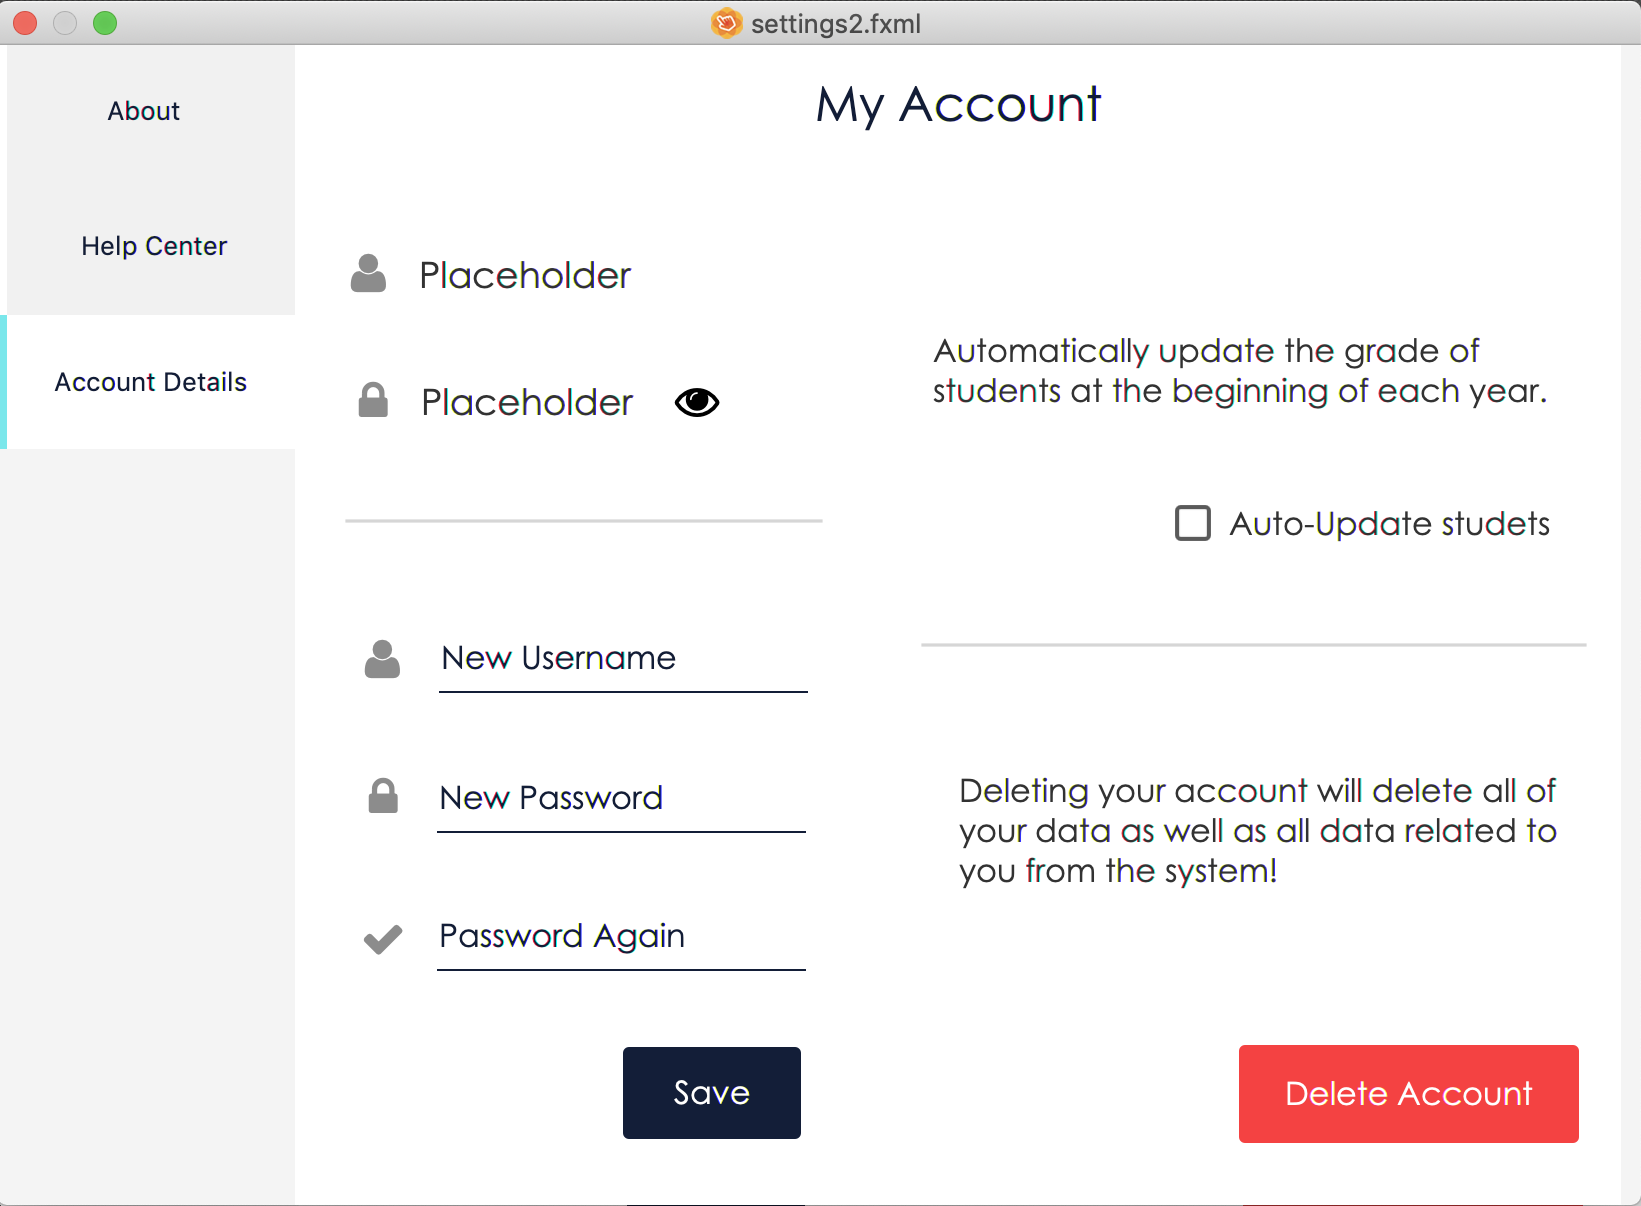 settings2.fxml
About
Help Center
Account Details
My Account
Placeholder
Placeholder
New Username
New Password
Password Again
Save
Automatically update the grade of
students at the beginning of each year.
Auto-Update studets
Deleting your account will delete all of
your data as well as all data related to
you from the system!
Delete Account